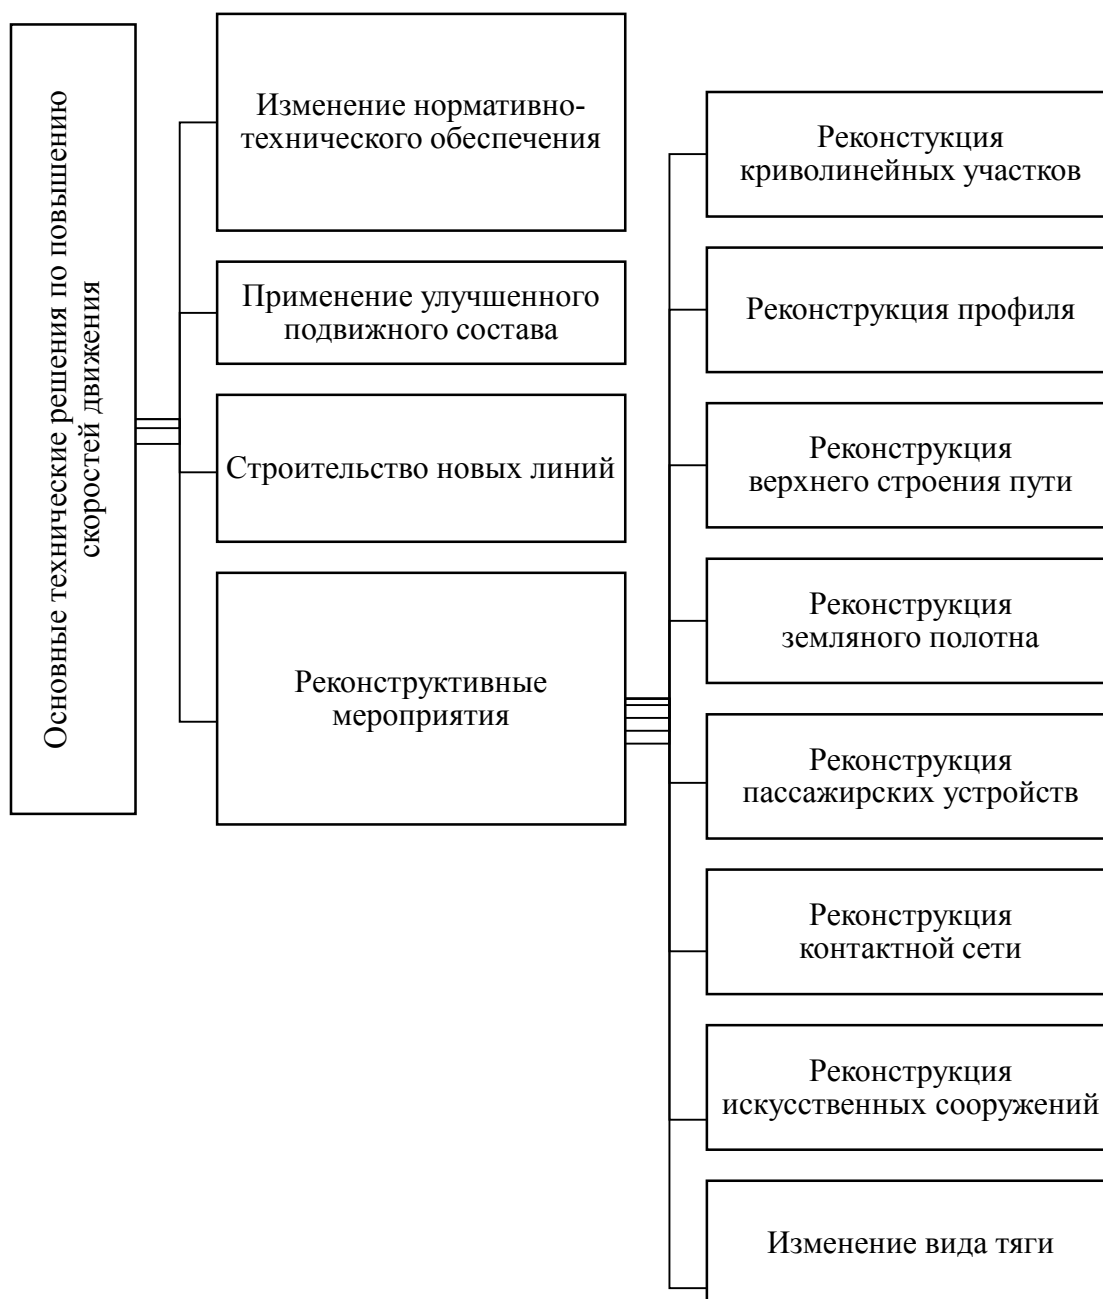 Основные технические решения по повышению
скоростей движения
Изменение нормативно-
технического обеспечения
Применение улучшенного
подвижного состава
Строительство новых линий
Реконструктивные
мероприятия
Реконстукция
криволинейных участков
Реконструкция профиля
Реконструкция
верхнего строения пути
Реконструкция
земляного полотна
Реконструкция
пассажирских устройств
Реконструкция
контактной сети
Реконструкция
искусственных сооружений
Изменение вида тяги